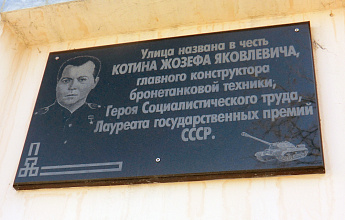 Улица названа в честь
КОТИНА ЖОЗЕФА ЯКОВЛЕВИЧА,
главного конструктора
бронетанковой техники,
Героя Социалистического труда,
Лауреата государственных премий
СССР.